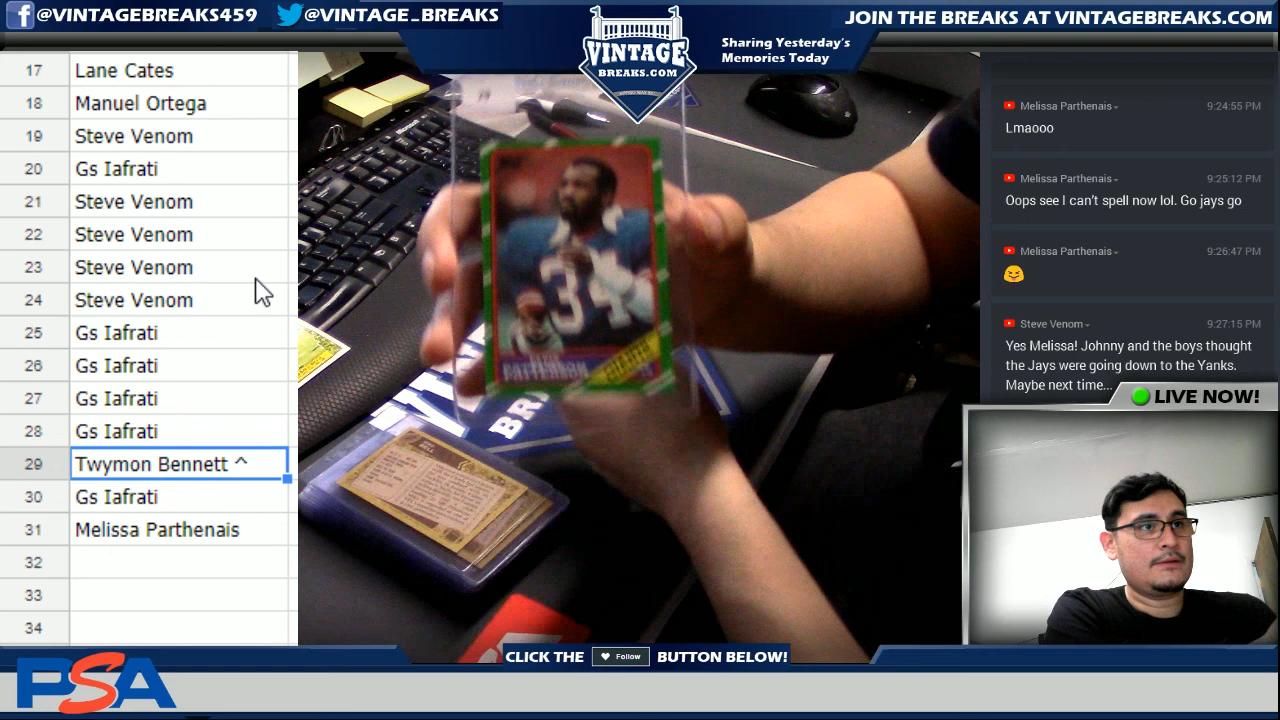 @VINTAGEBREAKS459
@VINTAGE_BREAKS
VINTAGE
BREAKS.COM
Sharing Yesterday's
Memories Today
JOIN THE BREAKS AT VINTAGEBREAKS.COM
17 Lane Cates
18 Manuel Ortega
19 Steve Venom
20 Gs Iafrati
21 Steve Venom
22 Steve Venom
23 Steve Venom
24 Steve Venom
25 Gs Iafrati
26 Gs Iafrati
27 Gs Iafrati
28 Gs Iafrati
29 Twymon Bennett ^
30 Gs Iafrati
31 Melissa Parthenais
32
33
34
34
PATTERSON
BR
Melissa Parthenais 9:24:55 PM
Lmaooo
Melissa Parthenais 9:25:12 PM
Oops see I can't spell now lol. Go jays go
Melissa Parthenais 9:26:47 PM
Steve Venom 9:27:15 PM
Yes Melissa! Johnny and the boys thought
the Jays were going down to the Yanks.
Maybe next time...
LIVE NOW!
CLICK THE Follow BUTTON BELOW!
PSA